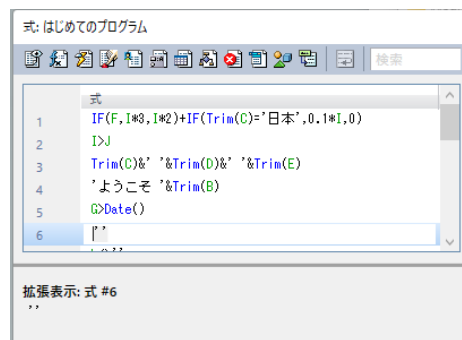 式: はじめてのプログラム
検索
式
1 IF(F,I*3,I*2)+IF(Trim(C)='日本',0.1*I,0)
2 I>J
3 Trim(C)&' '&Trim(D)&' '&Trim(E)
4 'ようこそ '&Trim(B)
5 G>Date()
6 ''
拡張表示: 式 #6
''